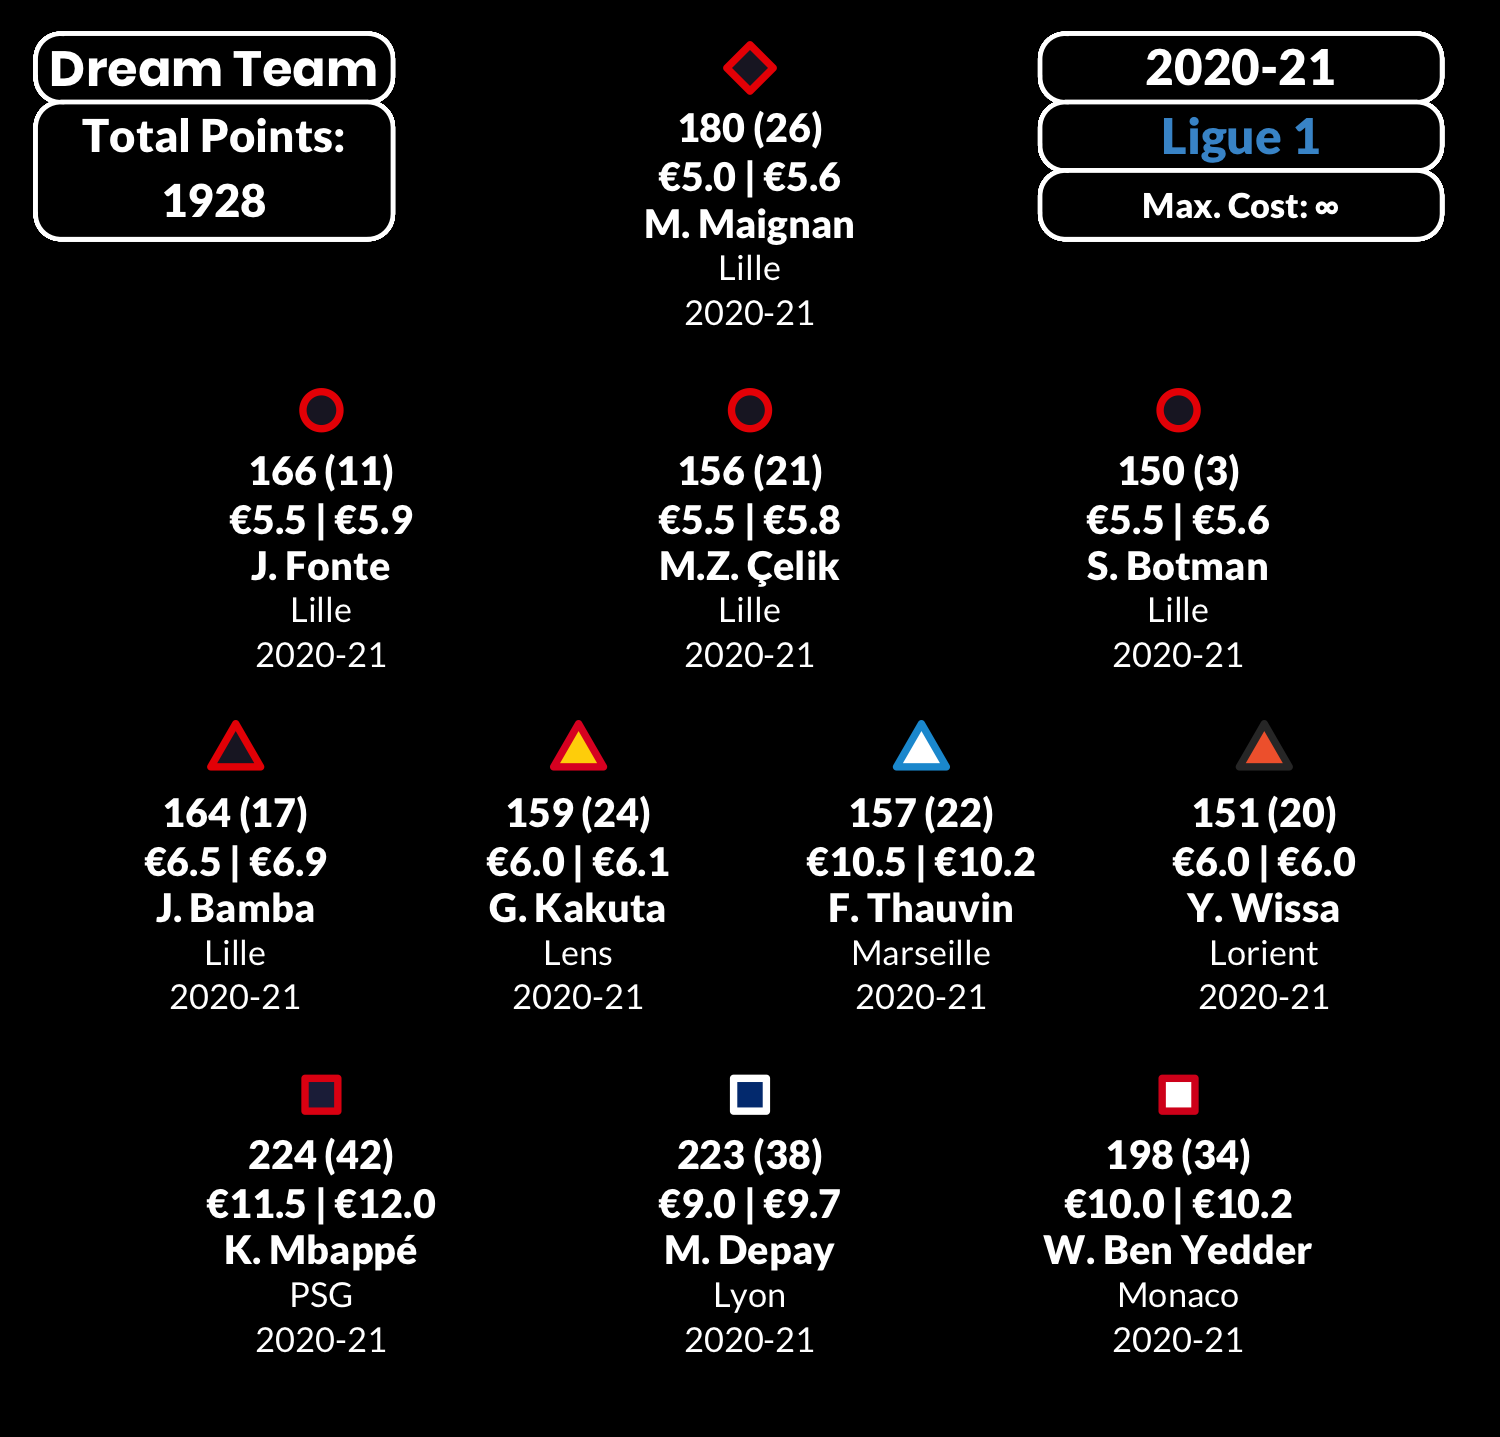 Dream Team
Total Points:
1928
2020-21
Ligue 1
Max. Cost: ∞
180 (26)
€5.0 | €5.6
M. Maignan
Lille
2020-21
166 (11)
€5.5 | €5.9
J. Fonte
Lille
2020-21
156 (21)
€5.5 | €5.8
M.Z. Çelik
Lille
2020-21
150 (3)
€5.5 | €5.6
S. Botman
Lille
2020-21
164 (17)
€6.5 | €6.9
J. Bamba
Lille
2020-21
159 (24)
€6.0 | €6.1
G. Kakuta
Lens
2020-21
157 (22)
€10.5 | €10.2
F. Thauvin
Marseille
2020-21
151 (20)
€6.0 | €6.0
Y. Wissa
Lorient
2020-21
224 (42)
€11.5 | €12.0
K. Mbappé
PSG
2020-21
223 (38)
€9.0 | €9.7
M. Depay
Lyon
2020-21
198 (34)
€10.0 | €10.2
W. Ben Yedder
Monaco
2020-21